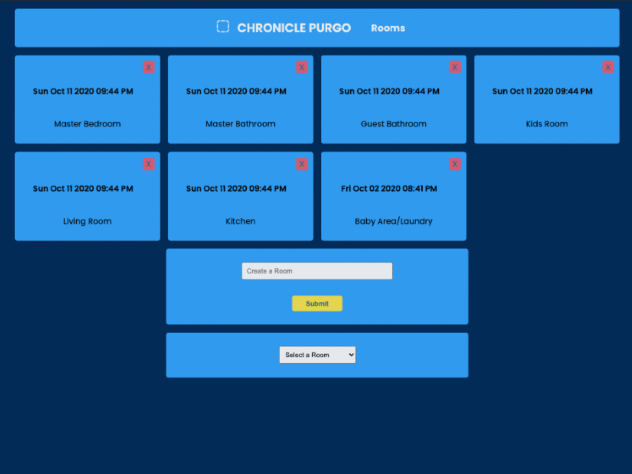 CHRONICLE PURGO Rooms
X X X X
Sun Oct 11 2020 09:44 PM Sun Oct 11 2020 09:44 PM Sun Oct 11 2020 09:44 PM Sun Oct 11 2020 09:44 PM
Master Bedroom Master Bathroom Guest Bathroom Kids Room
X X X
Sun Oct 11 2020 09:44 PM Sun Oct 11 2020 09:44 PM Fri Oct 02 2020 08:41 PM
Living Room Kitchen Baby Area/Laundry
Create a Room
Submit
Select a Room